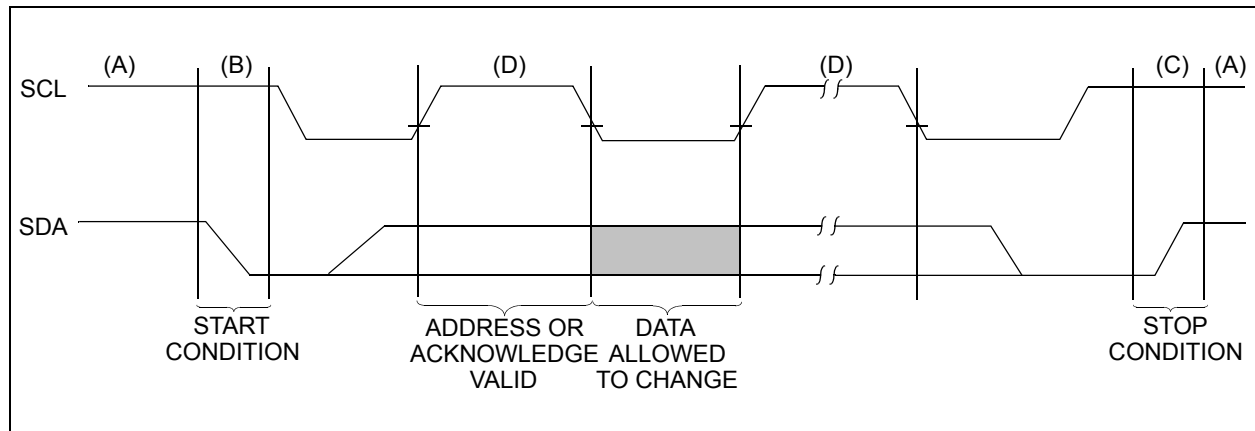 (A) (B) (D) (D) (C) (A)
SCL
SDA
START
CONDITION
ADDRESS OR
ACKNOWLEDGE
VALID
DATA
ALLOWED
TO CHANGE
STOP
CONDITION